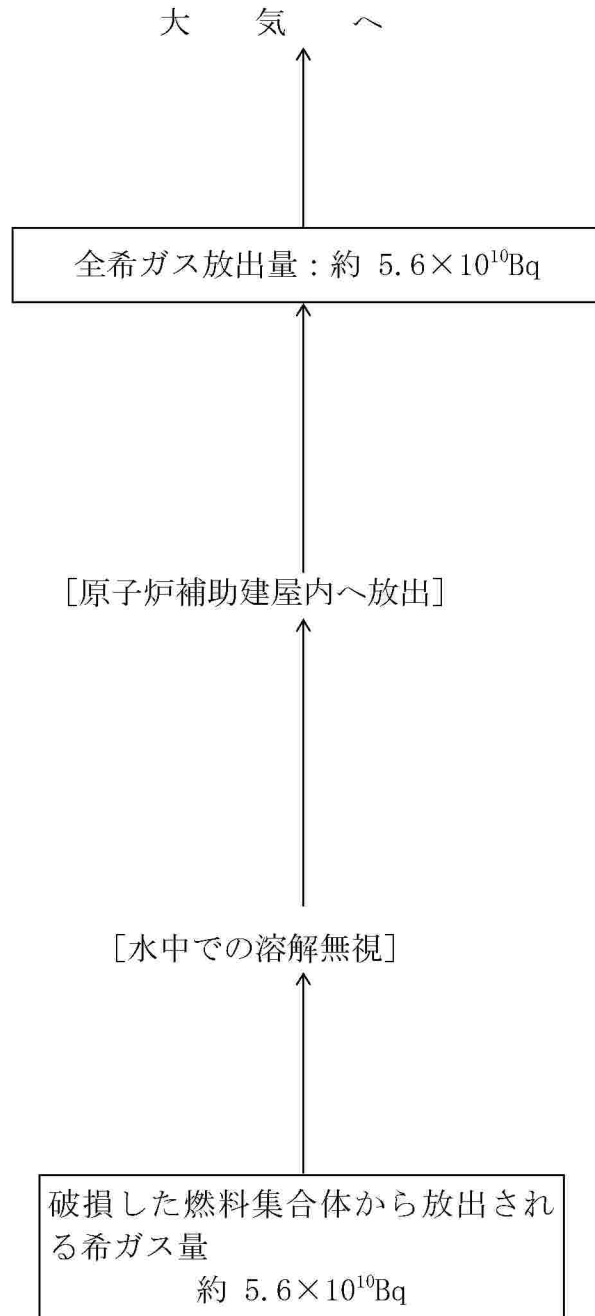 大 気 へ
全希ガス放出量:約 5.6×10¹⁰Bq
[原子炉補助建屋内へ放出]
[水中での溶解無視]
破損した燃料集合体から放出され
る希ガス量
約 5.6×10¹⁰Bq